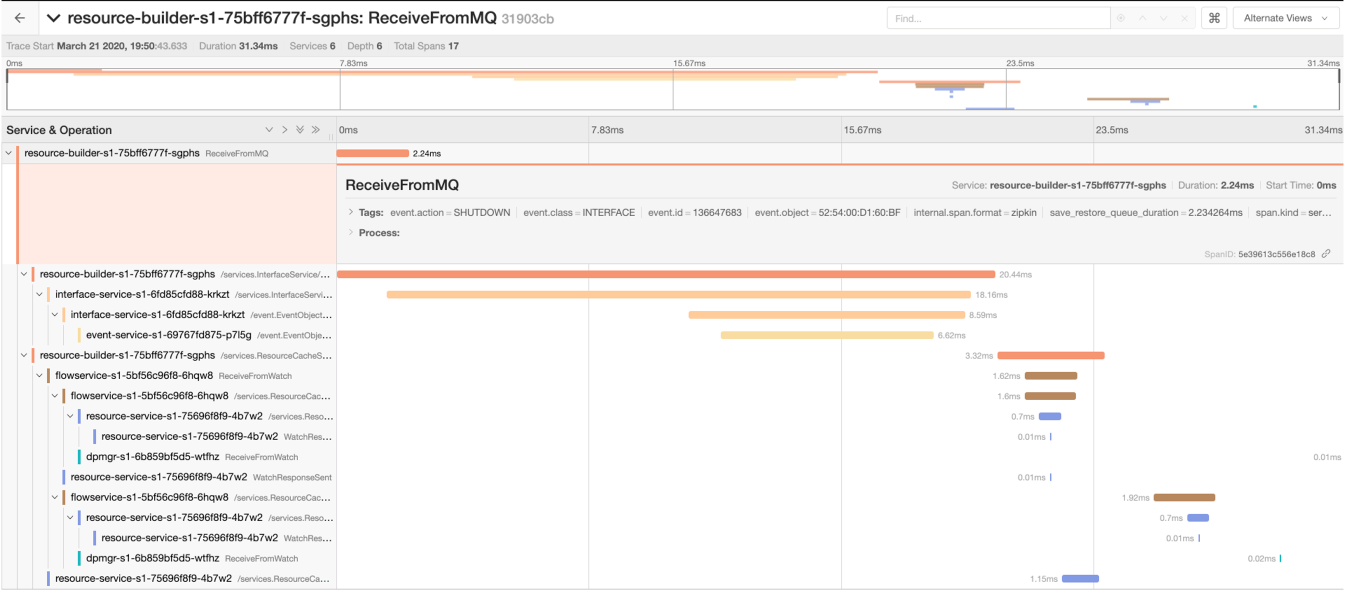 resource-builder-s1-75bff6777f-sgphs: ReceiveFromMQ 31903cb Find... Alternate Views
Trace Start March 21 2020, 19:50:43.633 Duration 31.34ms Services 6 Depth 6 Total Spans 17
0ms 7.83ms 15.67ms 23.5ms 31.34ms
Service & Operation 0ms 7.83ms 15.67ms 23.5ms 31.34ms
resource-builder-s1-75bff6777f-sgphs ReceiveFromMQ 2.24ms
ReceiveFromMQ Service: resource-builder-s1-75bff6777f-sgphs Duration: 2.24ms Start Time: 0ms
Tags: event.action = SHUTDOWN event.class = INTERFACE event.id = 136647683 event.object = 52:54:00:D1:60:BF internal.span.format = zipkin save_restore_queue_duration = 2.234264ms span.kind = ser...
Process:
SpanID: 5e39613c556e18c8
resource-builder-s1-75bff6777f-sgphs /services.InterfaceService/... 20.44ms
interface-service-s1-6fd85cfd88-krkzt /services.InterfaceServi... 18.16ms
interface-service-s1-6fd85cfd88-krkzt /event.EventObject... 8.59ms
event-service-s1-69767fd875-p7l5g /event.EventObje... 6.62ms
resource-builder-s1-75bff6777f-sgphs /services.ResourceCacheS... 3.32ms
flowservice-s1-5bf56c96f8-6hqw8 ReceiveFromWatch 1.62ms
flowservice-s1-5bf56c96f8-6hqw8 /services.ResourceCac... 1.6ms
resource-service-s1-75696f8f9-4b7w2 /services.Reso... 0.7ms
resource-service-s1-75696f8f9-4b7w2 WatchRes... 0.01ms
dpmgr-s1-6b859bf5d5-wtfhz ReceiveFromWatch 0.01ms
resource-service-s1-75696f8f9-4b7w2 WatchResponseSent 0.01ms
flowservice-s1-5bf56c96f8-6hqw8 /services.ResourceCac... 1.92ms
resource-service-s1-75696f8f9-4b7w2 /services.Reso... 0.7ms
resource-service-s1-75696f8f9-4b7w2 WatchRes... 0.01ms
dpmgr-s1-6b859bf5d5-wtfhz ReceiveFromWatch 0.02ms
resource-service-s1-75696f8f9-4b7w2 /services.ResourceCa... 1.15ms